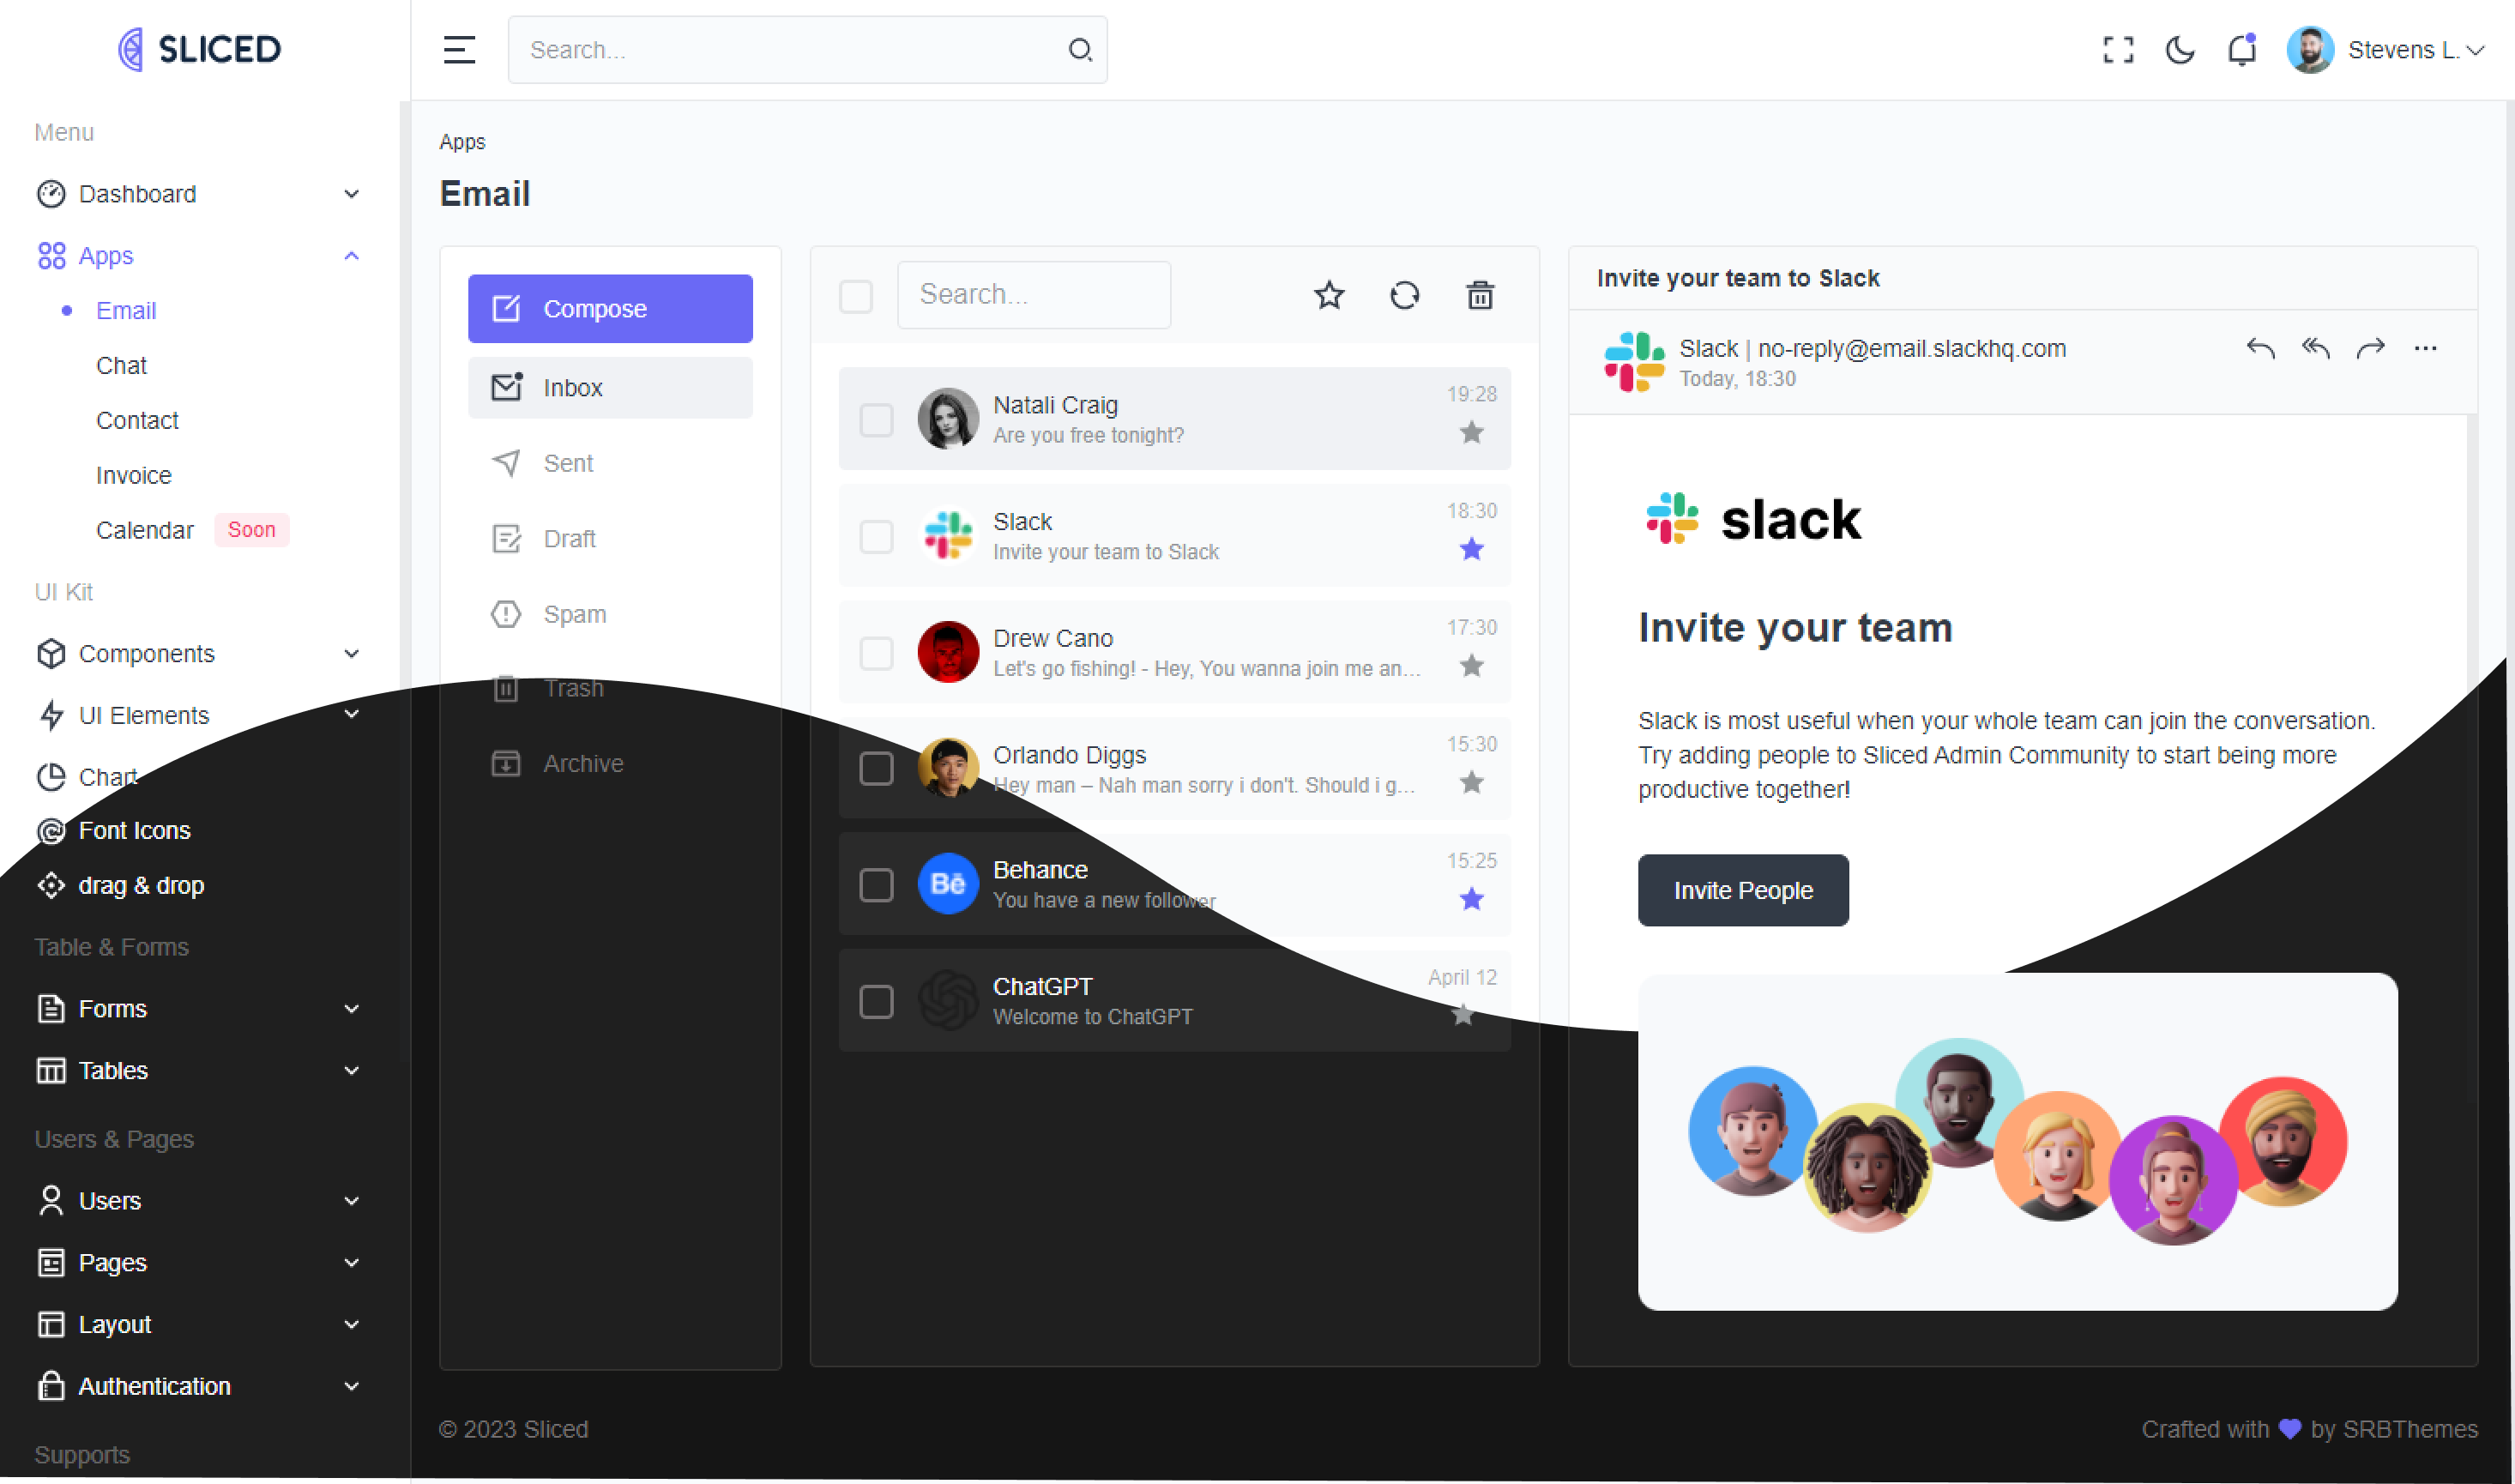 SLICED
Search...
Stevens L.
Menu
Dashboard
Apps
Email
Chat
Contact
Invoice
Calendar Soon
UI Kit
Components
UI Elements
Chart
Font Icons
drag & drop
Table & Forms
Forms
Tables
Users & Pages
Users
Pages
Layout
Authentication
Supports
Apps
Email
Compose
Inbox
Sent
Draft
Spam
Trash
Archive
Search...
Natali Craig 19:28
Are you free tonight?
Slack 18:30
Invite your team to Slack
Drew Cano 17:30
Let's go fishing! - Hey, You wanna join me an...
Orlando Diggs 15:30
Hey man – Nah man sorry i don't. Should i g...
Bē
Behance 15:25
You have a new follower
ChatGPT April 12
Welcome to ChatGPT
Invite your team to Slack
Slack | no-reply@email.slackhq.com
Today, 18:30
slack
Invite your team
Slack is most useful when your whole team can join the conversation.
Try adding people to Sliced Admin Community to start being more
productive together!
Invite People
© 2023 Sliced
Crafted with by SRBThemes